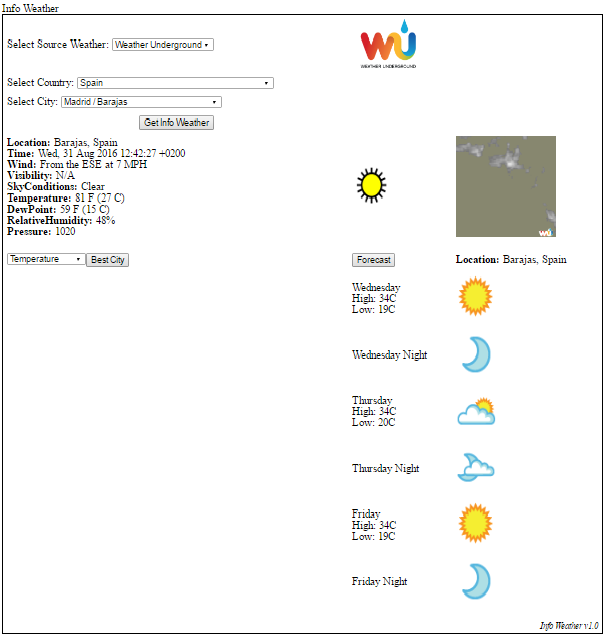 Info Weather
Select Source Weather: Weather Underground
WU
WEATHER UNDERGROUND
Select Country: Spain
Select City: Madrid / Barajas
Get Info Weather
Location: Barajas, Spain
Time: Wed, 31 Aug 2016 12:42:27 +0200
Wind: From the ESE at 7 MPH
Visibility: N/A
SkyConditions: Clear
Temperature: 81 F (27 C)
DewPoint: 59 F (15 C)
RelativeHumidity: 48%
Pressure: 1020
WU
Temperature Best City
Forecast
Location: Barajas, Spain
Wednesday
High: 34C
Low: 19C
Wednesday Night
Thursday
High: 34C
Low: 20C
Thursday Night
Friday
High: 34C
Low: 19C
Friday Night
Info Weather v1.0